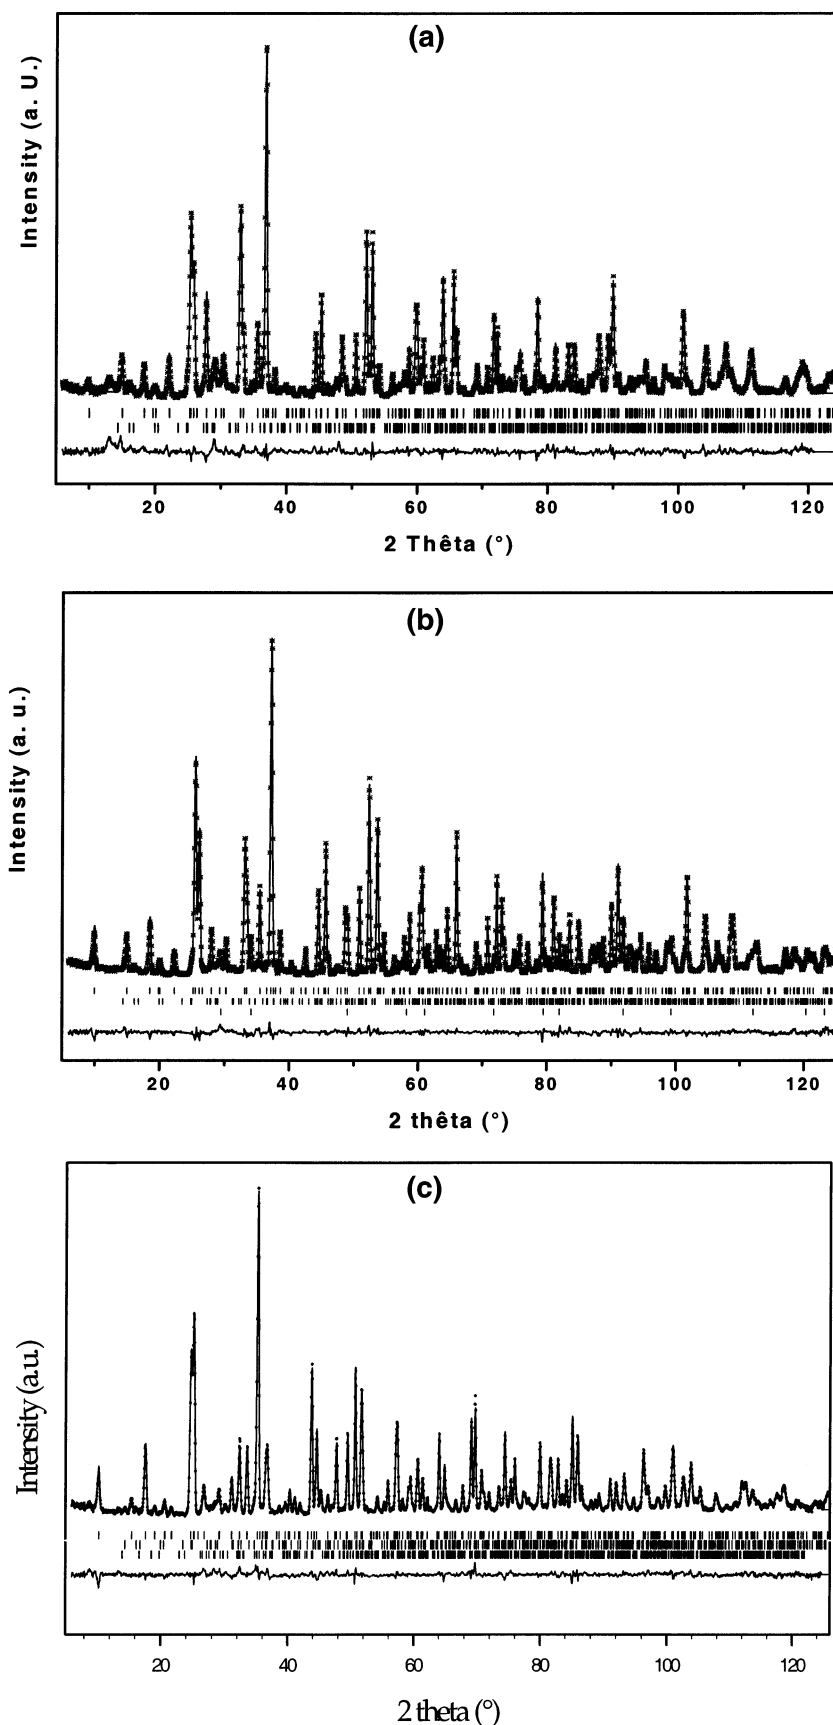 (a)
Intensity (a. U.)
20 40 60 80 100 120
2 Thêta (°)
(b)
Intensity (a. u.)
20 40 60 80 100 120
2 thêta (°)
(c)
Intensity (a.u.)
20 40 60 80 100 120
2 theta (°)